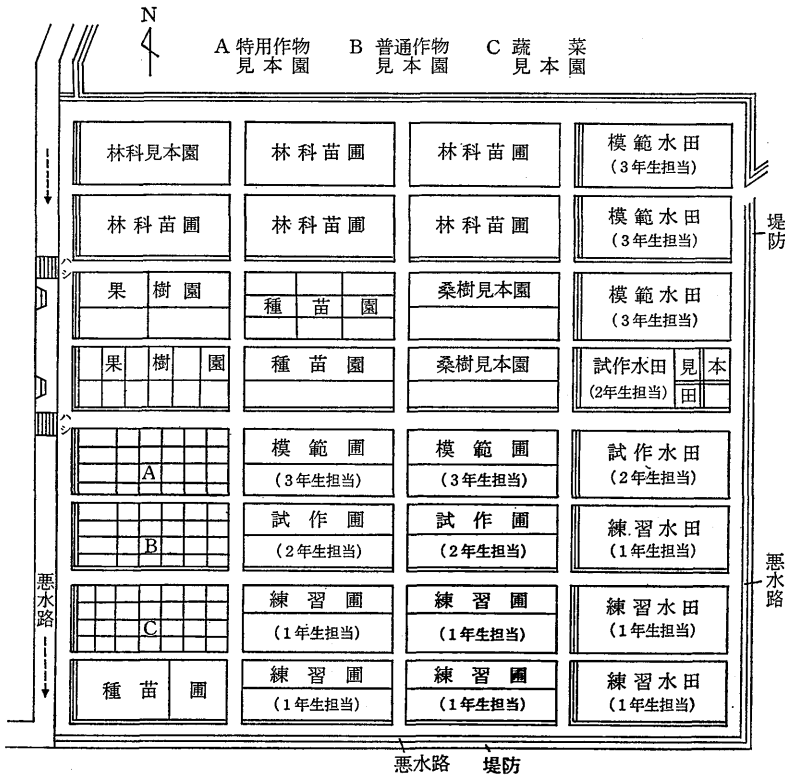 N
A 特用作物見本園 B 普通作物見本園 C 蔬菜見本園
林科見本園
林科苗圃
林科苗圃
模範水田
(3年生担当)
林科苗圃
林科苗圃
林科苗圃
模範水田
(3年生担当)
堤防
ハシ
果樹園
種苗園
桑樹見本園
模範水田
(3年生担当)
果樹園
種苗園
桑樹見本園
試作水田
(2年生担当)
見本田
ハシ
A
模範圃
(3年生担当)
模範圃
(3年生担当)
試作水田
(2年生担当)
B
試作圃
(2年生担当)
試作圃
(2年生担当)
練習水田
(1年生担当)
悪水路
悪水路
C
練習圃
(1年生担当)
練習圃
(1年生担当)
練習水田
(1年生担当)
種苗圃
練習圃
(1年生担当)
練習圃
(1年生担当)
練習水田
(1年生担当)
悪水路 堤防